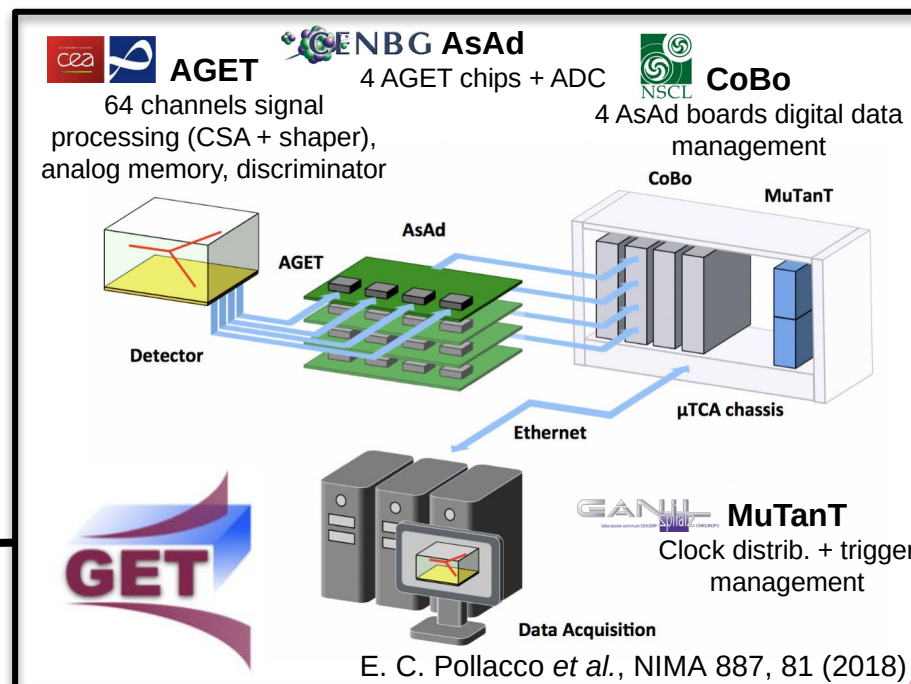 cea
AGET
64 channels signal
processing (CSA + shaper),
analog memory, discriminator
CENBG AsAd
4 AGET chips + ADC
NSCL
CoBo
4 AsAd boards digital data
management
CoBo
MuTanT
AsAd
AGET
Detector
µTCA chassis
Ethernet
GET
GANIL
spiral2
MuTanT
Clock distrib. + trigger
management
Data Acquisition
E. C. Pollacco et al., NIMA 887, 81 (2018)